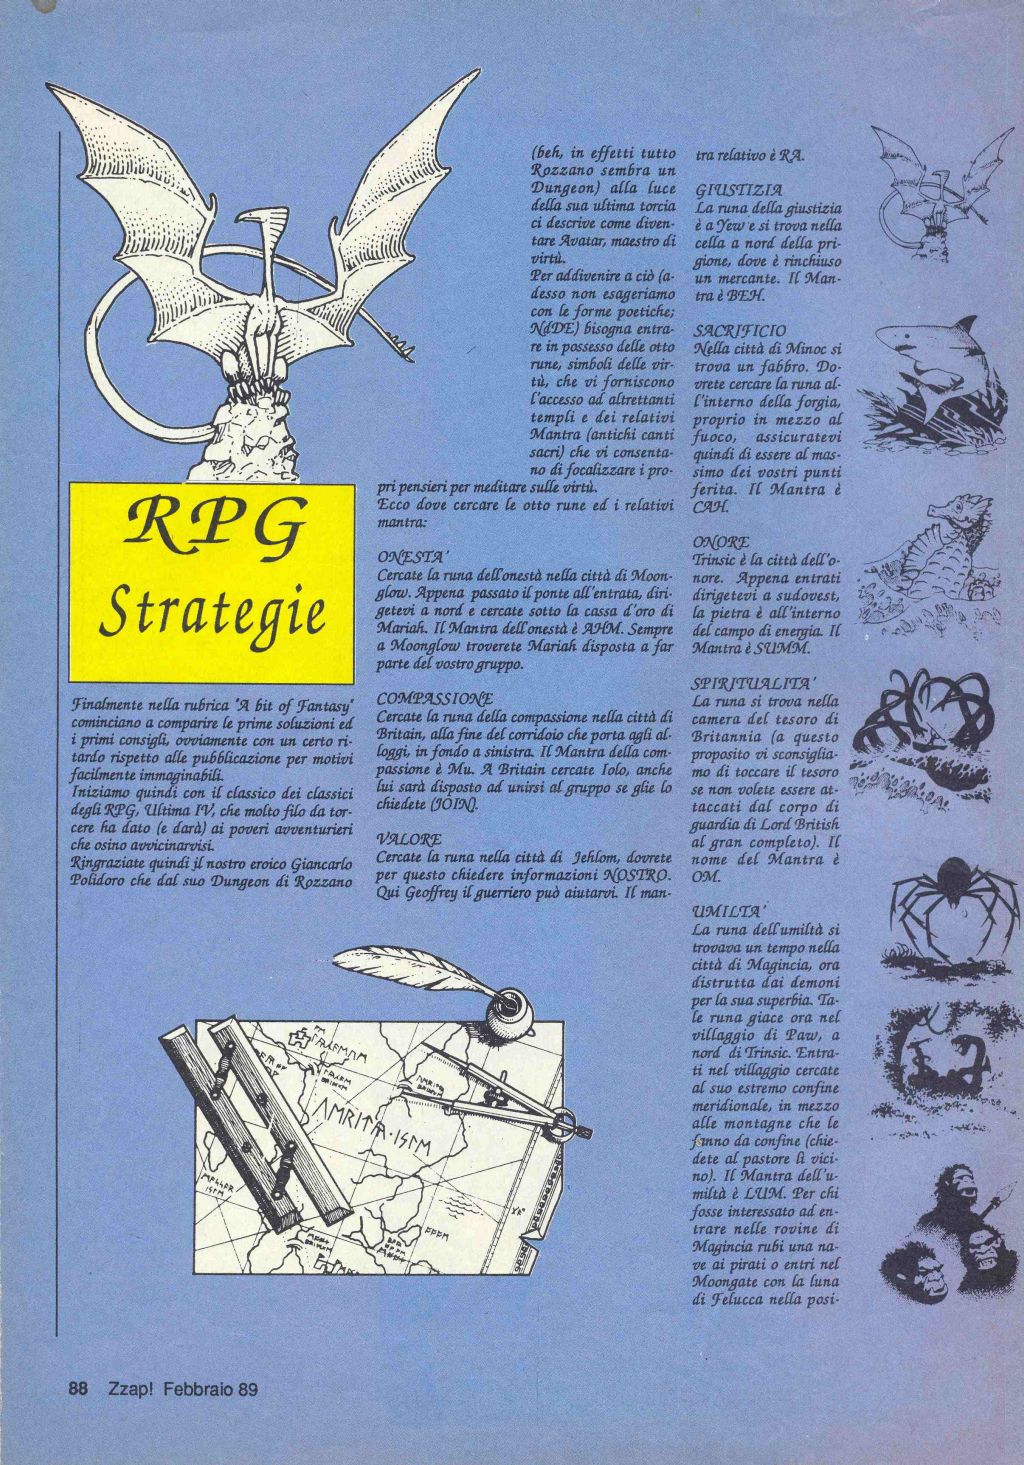 RPG
Strategie
Finalmente nella rubrica "A bit of Fantasy"
cominciano a comparire le prime soluzioni ed
i primi consigli, ovviamente con un certo ri-
tardo rispetto alle pubblicazione per motivi
facilmente immaginabili.
Iniziamo quindi con il classico dei classici
degli RPG, Ultima IV, che molto filo da tor-
cere ha dato (e darà) ai poveri avventurieri
che osino avvicinarvisi.
Ringraziate quindi il nostro eroico Giancarlo
Polidoro che dal suo Dungeon di Rozzano
(beh, in effetti tutto
Rozzano sembra un
Dungeon) alla luce
della sua ultima torcia
ci descrive come diven-
tare Avatar, maestro di
virtù.
Per addivenire a ciò (a-
desso non esageriamo
con le forme poetiche;
NdDE) bisogna entra-
re in possesso delle otto
rune, simboli delle vir-
tù, che vi forniscono
l'accesso ad altrettanti
templi e dei relativi
Mantra (antichi canti
sacri) che vi consenta-
no di focalizzare i pro-
pri pensieri per meditare sulle virtù.
Ecco dove cercare le otto rune ed i relativi
mantra:
ONESTA'
Cercate la runa dell'onestà nella città di Moon-
glow. Appena passato il ponte all'entrata, diri-
getevi a nord e cercate sotto la cassa d'oro di
Mariah. Il Mantra dell'onestà è AHM. Sempre
a Moonglow troverete Mariah disposta a far
parte del vostro gruppo.
COMPASSIONE
Cercate la runa della compassione nella città di
Britain, alla fine del corridoio che porta agli al-
loggi, in fondo a sinistra. Il Mantra della com-
passione è Mu. A Britain cercate Iolo, anche
lui sarà disposto ad unirsi al gruppo se glie lo
chiedete (JOIN).
VALORE
Cercate la runa nella città di Jehlom, dovete
per questo chiedere informazioni NOSTRO.
Qui Geoffrey il guerriero può aiutarvi. Il man-
tra relativo è RA.
GIUSTIZIA
La runa della giustizia
è a Yew e si trova nella
cella a nord della pri-
gione, dove è rinchiuso
un mercante. Il Man-
tra è BEH.
SACRIFICIO
Nella città di Minoc si
trova un fabbro. Do-
vrete cercare la runa al-
l'interno della forgia,
proprio in mezzo al
fuoco, assicuratevi
quindi di essere al mas-
simo dei vostri punti
ferita. Il Mantra è
CAH.
ONORE
Trinsic è la città dell'o-
nore. Appena entrati
dirigetevi a sudovest,
la pietra è all'interno
del campo di energia. Il
Mantra è SUMM.
SPIRITUALITA'
La runa si trova nella
camera del tesoro di
Britannia (a questo
proposito vi sconsiglia-
mo di toccare il tesoro
se non volete essere at-
taccati dal corpo di
guardia di Lord British
al gran completo). Il
nome del Mantra è
OM.
UMILTA'
La runa dell'umiltà si
trovava un tempo nella
città di Magincia, ora
distrutta dai demoni
per la sua superbia. Ta-
le runa giace ora nel
villaggio di Paw, a
nord di Trinsic. Entra-
ti nel villaggio cercate
al suo estremo confine
meridionale, in mezzo
alle montagne che le
fanno da confine (chie-
dete al pastore lì vici-
no). Il Mantra dell'u-
miltà è LUM. Per chi
fosse interessato ad en-
trare nelle rovine di
Magincia rubi una na-
ve ai pirati o entri nel
Moongate con la luna
di Felucca nella posi-
88 Zzap! Febbraio 89